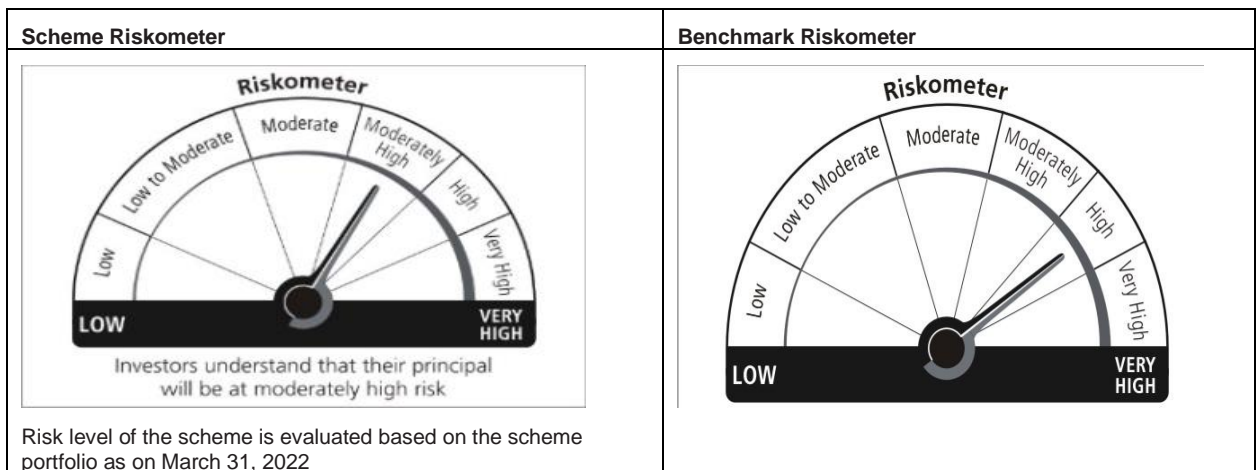 Scheme Riskometer
Benchmark Riskometer
Riskometer
Low
Low to Moderate
Moderate
Moderately
High
High
Very High
LOW
VERY
HIGH
Investors understand that their principal
will be at moderately high risk
Risk level of the scheme is evaluated based on the scheme
portfolio as on March 31, 2022
Riskometer
Low
Low to Moderate
Moderate
Moderately
High
High
Very High
LOW
VERY
HIGH